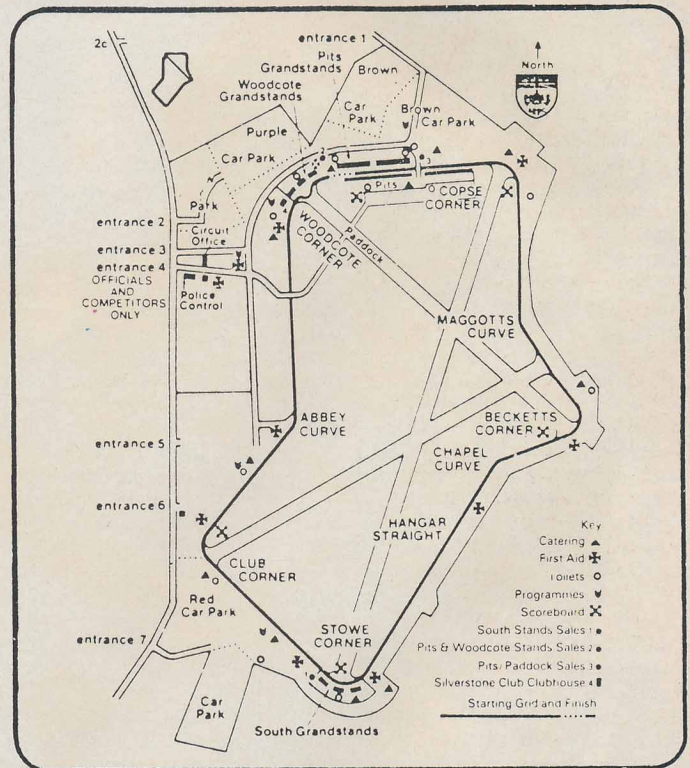 2c
entrance 1
Pits
Grandstands
Woodcote
Grandstands
Brown
Car
Park
Brown
Car Park
North
Purple
Car Park
2
3
Pits
COPSE
CORNER
Park
entrance 2
Circuit
Office
entrance 3
entrance 4
OFFICIALS
AND
COMPETITORS
ONLY
Police
Control
WOODCOTE
CORNER
Paddock
MAGGOTTS
CURVE
ABBEY
CURVE
BECKETTS
CORNER
CHAPEL
CURVE
entrance 5
entrance 6
HANGAR
STRAIGHT
CLUB
CORNER
Red
Car Park
STOWE
CORNER
entrance 7
Car
Park
South Grandstands
Key
Catering
First Aid
Toilets
Programmes
Scoreboard
South Stands Sales 1
Pits & Woodcote Stands Sales 2
Pits/Paddock Sales 3
Silverstone Club Clubhouse 4
Starting Grid and Finish